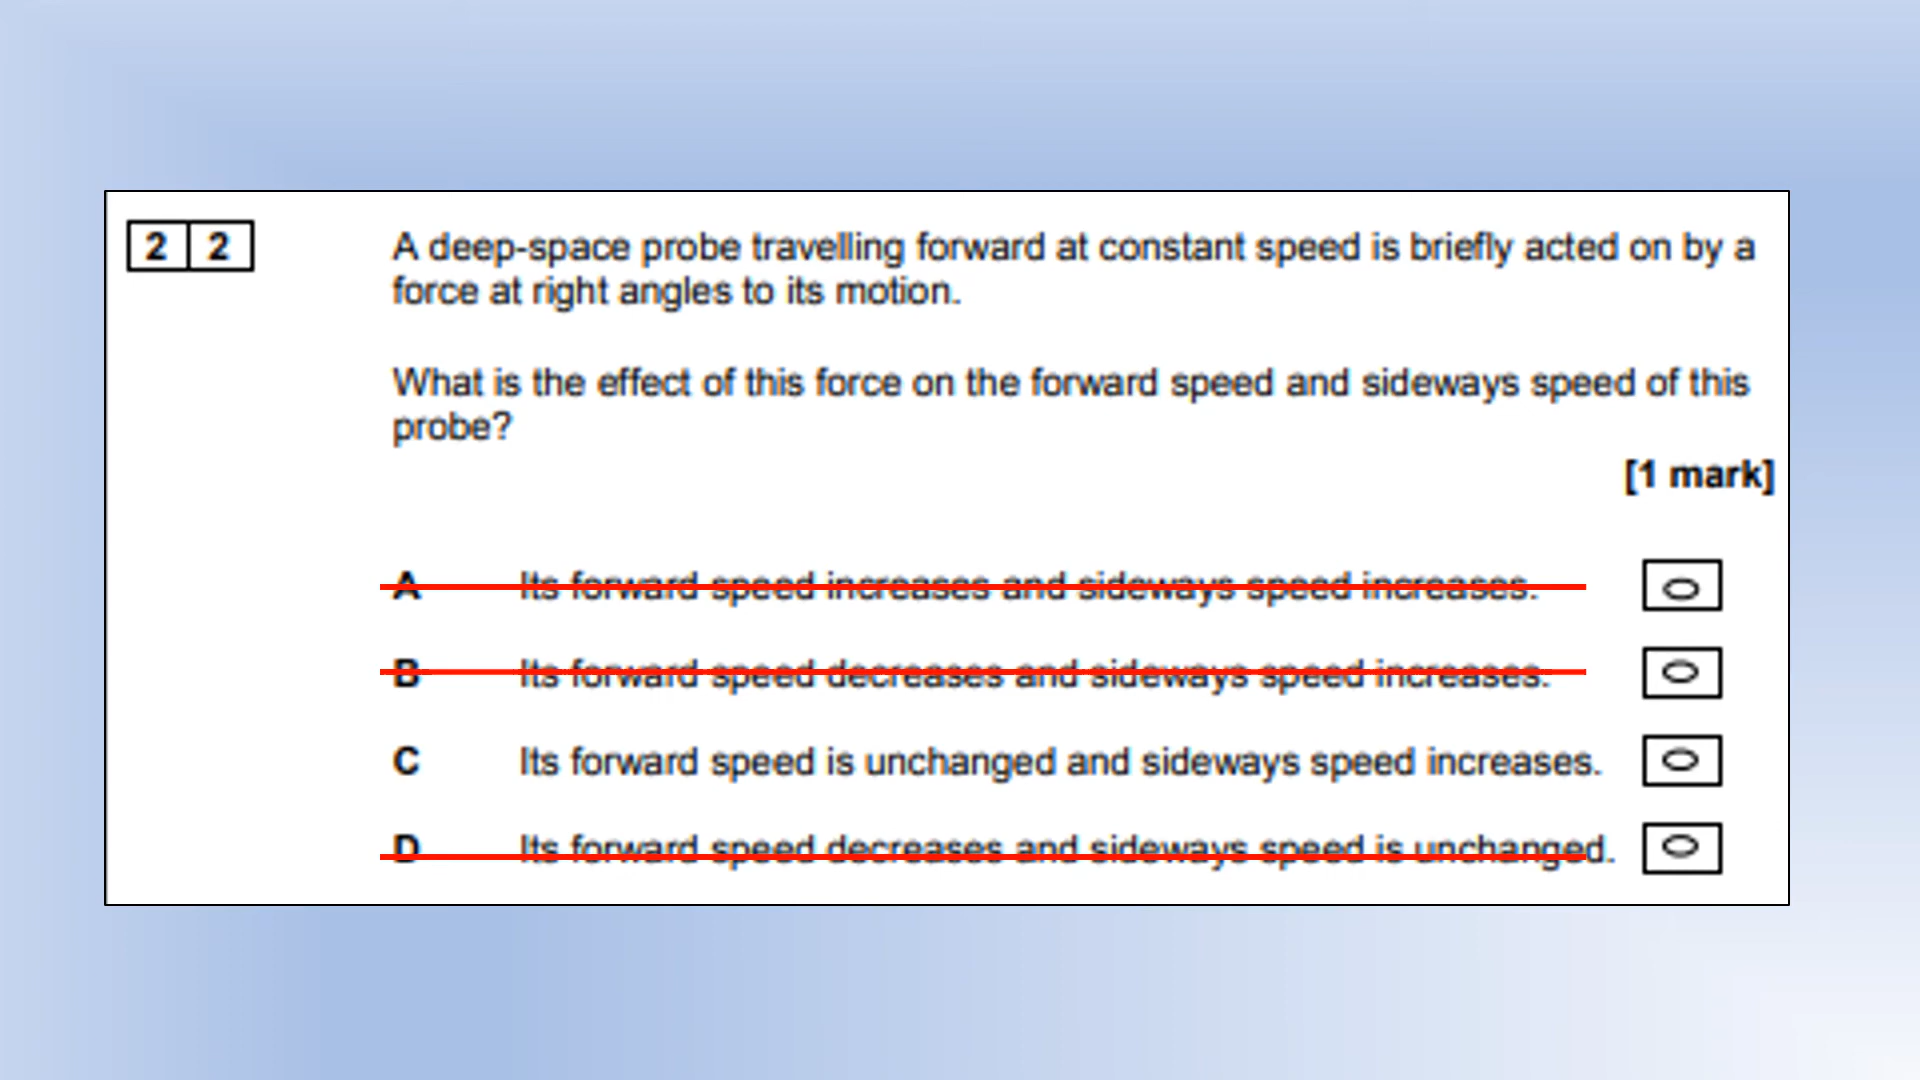 2 2
A deep-space probe travelling forward at constant speed is briefly acted on by a
force at right angles to its motion.
What is the effect of this force on the forward speed and sideways speed of this
probe?
[1 mark]
A Its forward speed increases and sideways speed increases.
B Its forward speed decreases and sideways speed increases.
C Its forward speed is unchanged and sideways speed increases.
D Its forward speed decreases and sideways speed is unchanged.